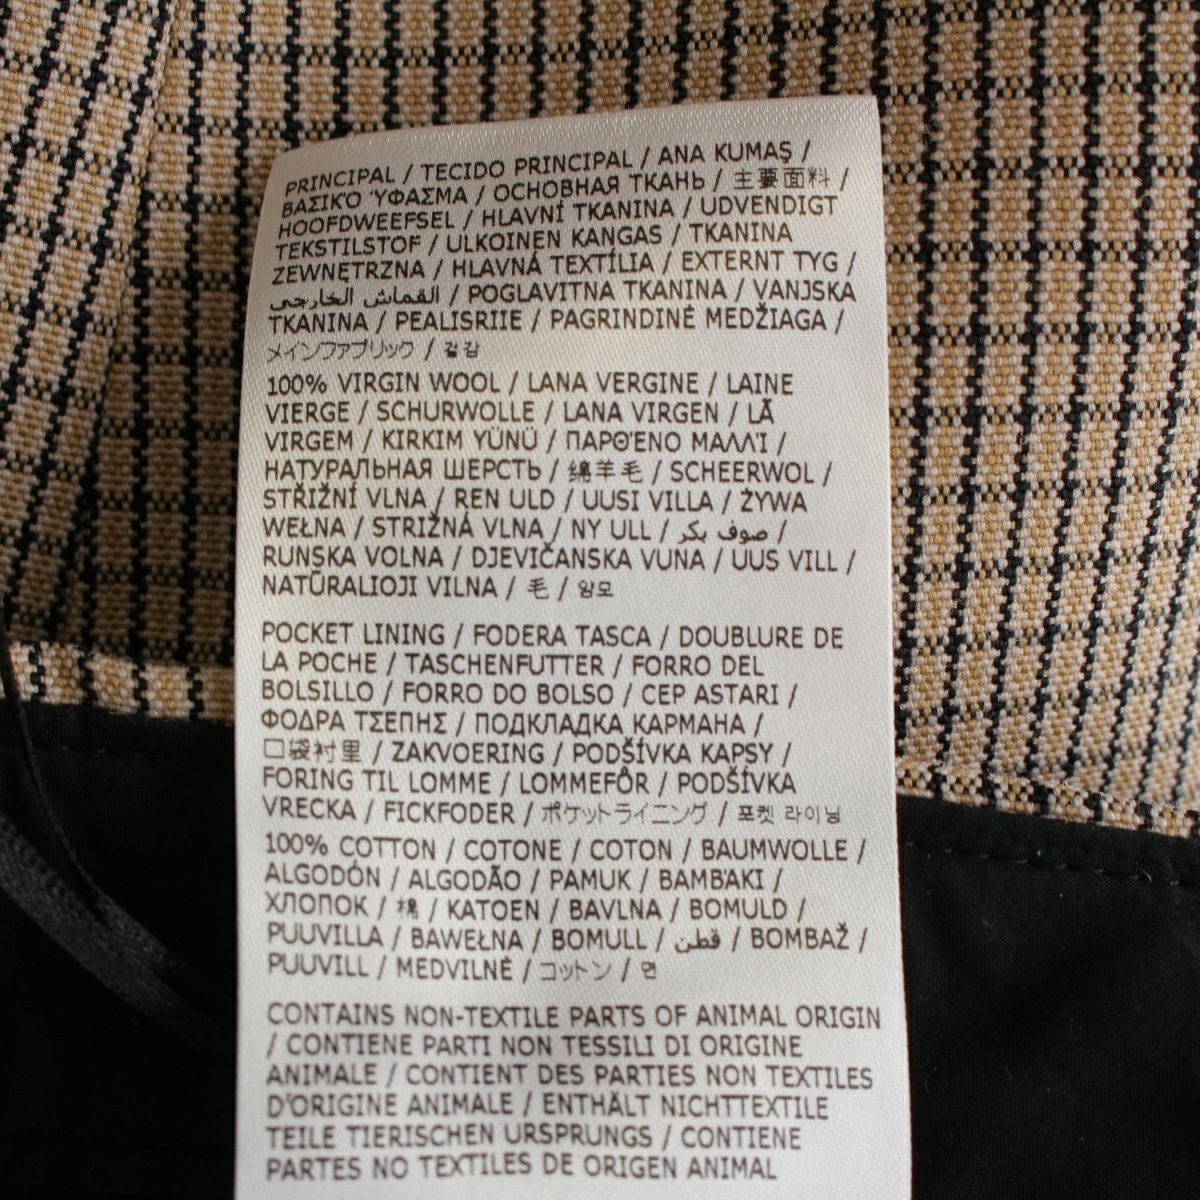 PRINCIPAL / TECIDO PRINCIPAL / ANA KUMAŞ /
ΒΑΣΙΚΌ ΎΦΑΣΜΑ / ОСНОВНАЯ ТКАНЬ / 主要面料 /
HOOFDWEEFSEL / HLAVNÍ TKANINA / UDVENDIGT
TEKSTILSTOF / ULKOINEN KANGAS / TKANINA
ZEWNĘTRZNA / HLAVNÁ TEXTÍLIA / EXTERNT TYG /
القماش الخارجي / POGLAVITNA TKANINA / VANJSKA
TKANINA / PEALISRIIE / PAGRINDINĖ MEDŽIAGA /
メインファブリック / 겉감
100% VIRGIN WOOL / LANA VERGINE / LAINE
VIERGE / SCHURWOLLE / LANA VIRGEN / LÃ
VIRGEM / KIRKIM YÜNÜ / ΠΑΡΘΈΝΟ ΜΑΛΛΊ /
НАТУРАЛЬНАЯ ШЕРСТЬ / 绵羊毛 / SCHEERWOL /
STŘIŽNÍ VLNA / REN ULD / UUSI VILLA / ŻYWA
WEŁNA / STRIŽNÁ VLNA / NY ULL / صوف بكر /
RUNSKA VOLNA / DJEVIČANSKA VUNA / UUS VILL /
NATŪRALIOJI VILNA / 毛 / 양모
POCKET LINING / FODERA TASCA / DOUBLURE DE
LA POCHE / TASCHENFUTTER / FORRO DEL
BOLSILLO / FORRO DO BOLSO / CEP ASTARI /
ΦΟΔΡΑ ΤΣΕΠΗΣ / ПОДКЛАДКА КАРМАНА /
口袋衬里 / ZAKVOERING / PODŠÍVKA KAPSY /
FORING TIL LOMME / LOMMEFÔR / PODŠÍVKA
VRECKA / FICKFODER / ポケットライニング / 포켓 라이닝
100% COTTON / COTONE / COTON / BAUMWOLLE /
ALGODÓN / ALGODÃO / PAMUK / ΒΑΜΒΆΚΙ /
ХЛОПОК / 棉 / KATOEN / BAVLNA / BOMULD /
PUUVILLA / BAWEŁNA / BOMULL / قطن / BOMBAŽ /
PUUVILL / MEDVILNĖ / コットン / 면
CONTAINS NON-TEXTILE PARTS OF ANIMAL ORIGIN
/ CONTIENE PARTI NON TESSILI DI ORIGINE
ANIMALE / CONTIENT DES PARTIES NON TEXTILES
D'ORIGINE ANIMALE / ENTHÄLT NICHTTEXTILE
TEILE TIERISCHEN URSPRUNGS / CONTIENE
PARTES NO TEXTILES DE ORIGEN ANIMAL